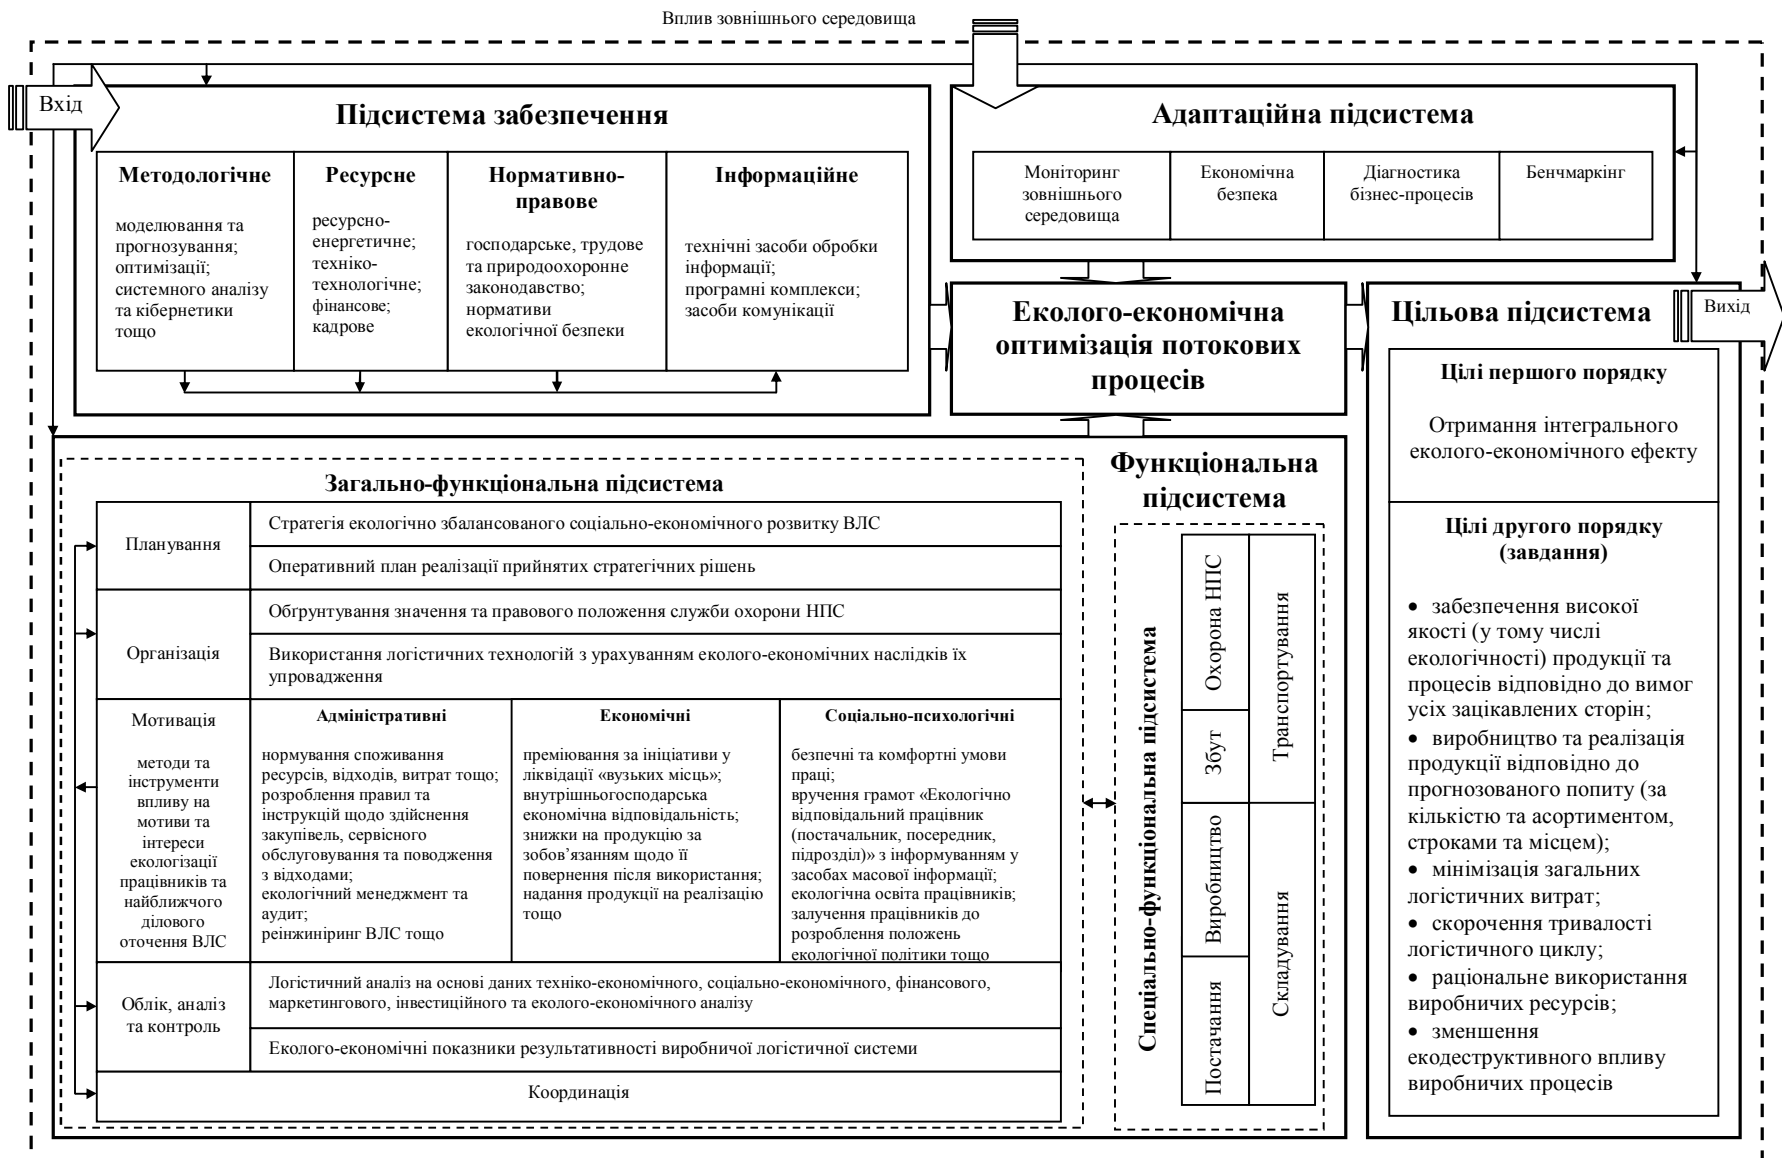 Вплив зовнішнього середовища
Вхід
Підсистема забезпечення
Методологічне
моделювання та
прогнозування;
оптимізації;
системного аналізу
та кібернетики
тощо
Ресурсне
ресурсно-
енергетичне;
техніко-
технологічне;
фінансове;
кадрове
Нормативно-
правове
господарське, трудове
та природоохоронне
законодавство;
нормативи
екологічної безпеки
Інформаційне
технічні засоби обробки
інформації;
програмні комплекси;
засоби комунікації
Адаптаційна підсистема
Моніторинг
зовнішнього
середовища
Економічна
безпека
Діагностика
бізнес-процесів
Бенчмаркінг
Еколого-економічна
оптимізація потокових
процесів
Цільова підсистема
Вихід
Цілі першого порядку
Отримання інтегрального
еколого-економічного ефекту
Цілі другого порядку
(завдання)
• забезпечення високої
якості (у тому числі
екологічності) продукції та
процесів відповідно до вимог
усіх зацікавлених сторін;
• виробництво та реалізація
продукції відповідно до
прогнозованого попиту (за
кількістю та асортиментом,
строками та місцем);
• мінімізація загальних
логістичних витрат;
• скорочення тривалості
логістичного циклу;
• раціональне використання
виробничих ресурсів;
• зменшення
екодеструктивного впливу
виробничих процесів
Функціональна
підсистема
Загально-функціональна підсистема
Планування
Стратегія екологічно збалансованого соціально-економічного розвитку ВЛС
Оперативний план реалізації прийнятих стратегічних рішень
Організація
Обґрунтування значення та правового положення служби охорони НПС
Використання логістичних технологій з урахуванням еколого-економічних наслідків їх
упровадження
Мотивація
методи та
інструменти
впливу на
мотиви та
інтереси
екологізації
працівників та
найближчого
ділового
оточення ВЛС
Адміністративні
нормування споживання
ресурсів, відходів, витрат тощо;
розроблення правил та
інструкцій щодо здійснення
закупівель, сервісного
обслуговування та поводження
з відходами;
екологічний менеджмент та
аудит;
реінжиніринг ВЛС тощо
Економічні
преміювання за ініціативи у
ліквідації «вузьких місць»;
внутрішньогосподарська
економічна відповідальність;
знижки на продукцію за
зобов’язанням щодо її
повернення після використання;
надання продукції на реалізацію
тощо
Соціально-психологічні
безпечні та комфортні умови
праці;
вручення грамот «Екологічно
відповідальний працівник
(постачальник, посередник,
підрозділ)» з інформуванням у
засобах масової інформації;
екологічна освіта працівників;
залучення працівників до
розроблення положень
екологічної політики тощо
Облік, аналіз
та контроль
Логістичний аналіз на основі даних техніко-економічного, соціально-економічного, фінансового,
маркетингового, інвестиційного та еколого-економічного аналізу
Еколого-економічні показники результативності виробничої логістичної системи
Координація
Спеціально-функціональна підсистема
Охорона НПС
Збут
Виробництво
Постачання
Транспортування
Складування